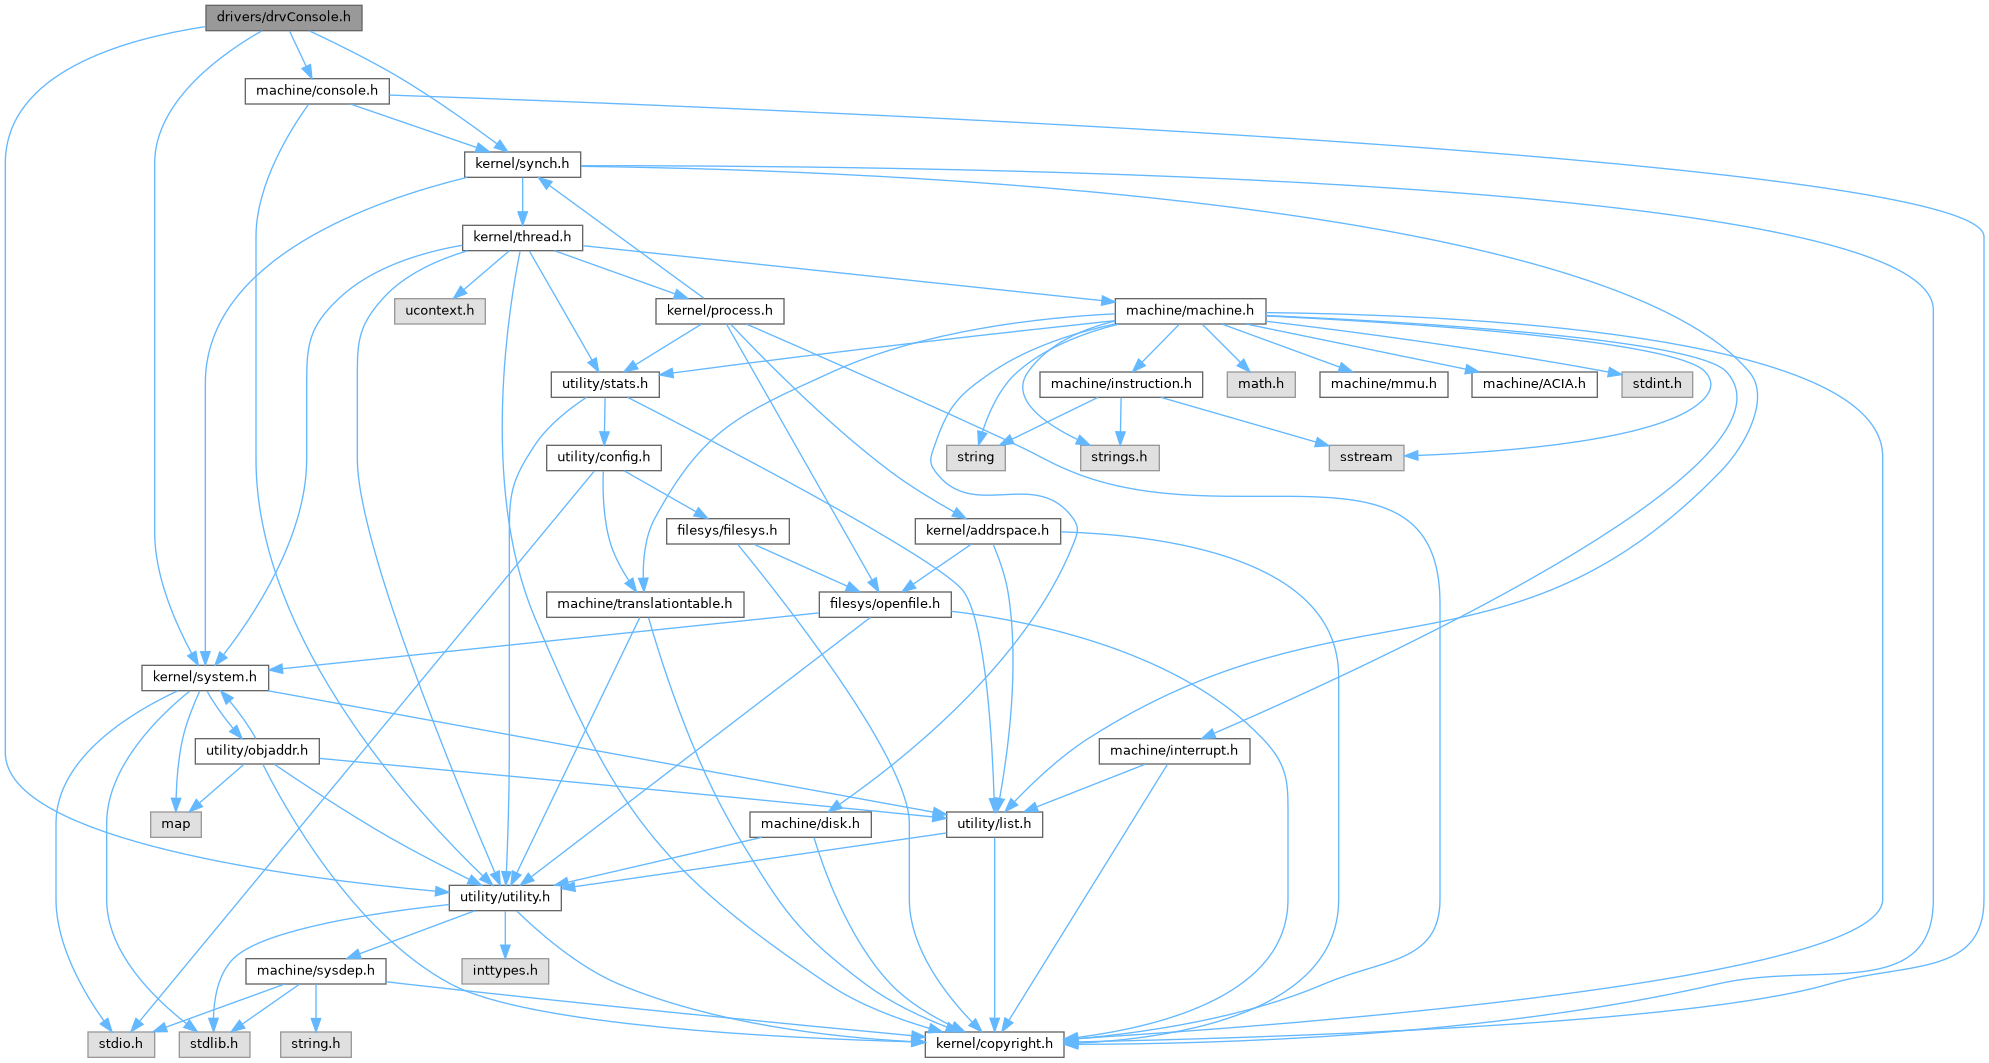 drivers/drvConsole.h
machine/console.h
kernel/synch.h
kernel/thread.h
ucontext.h
kernel/process.h
machine/machine.h
utility/stats.h
machine/instruction.h
math.h
machine/mmu.h
machine/ACIA.h
stdint.h
utility/config.h
string
strings.h
sstream
filesys/filesys.h
kernel/addrspace.h
machine/translationtable.h
filesys/openfile.h
kernel/system.h
utility/objaddr.h
machine/interrupt.h
map
machine/disk.h
utility/list.h
utility/utility.h
machine/sysdep.h
inttypes.h
stdio.h
stdlib.h
string.h
kernel/copyright.h